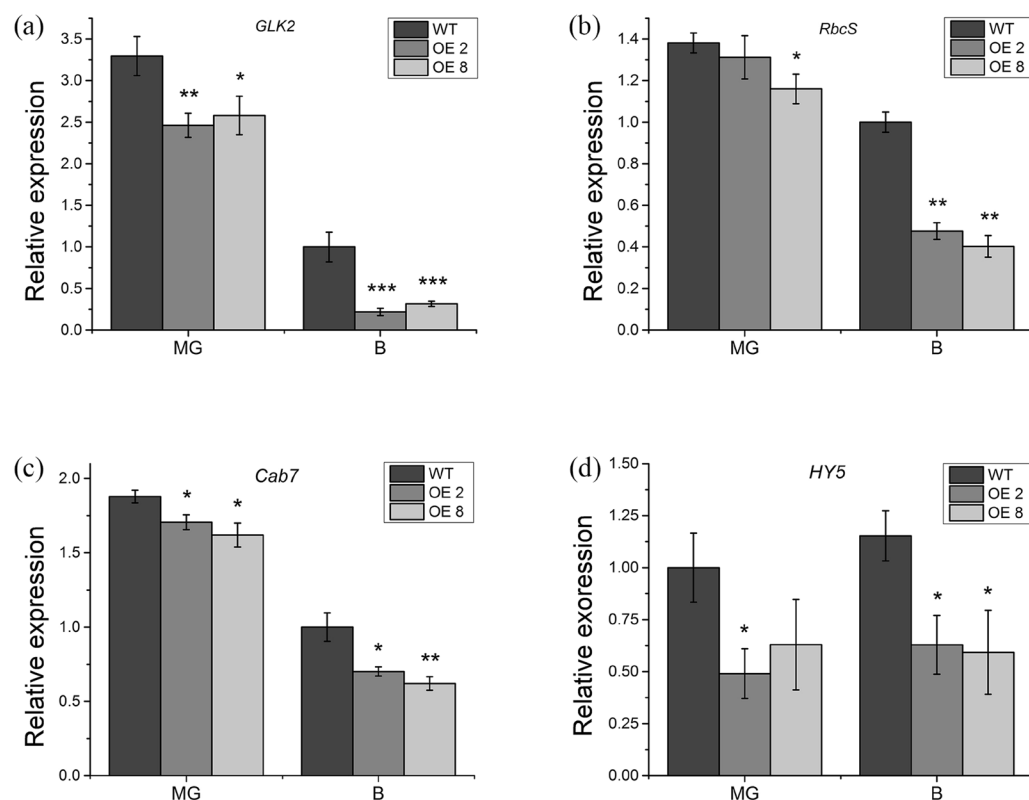 (a)
GLK2
WT
OE 2
OE 8
Relative expression
3.5
3.0
2.5
2.0
1.5
1.0
0.5
0.0
** *
*** ***
MG B
(b)
RbcS
WT
OE 2
OE 8
Relative expression
1.4
1.2
1.0
0.8
0.6
0.4
0.2
0.0
*
** **
MG B
(c)
Cab7
WT
OE 2
OE 8
Relative expression
2.0
1.5
1.0
0.5
0.0
* *
* **
MG B
(d)
HY5
WT
OE 2
OE 8
Relative exoression
1.50
1.25
1.00
0.75
0.50
0.25
0.00
*
* *
MG B